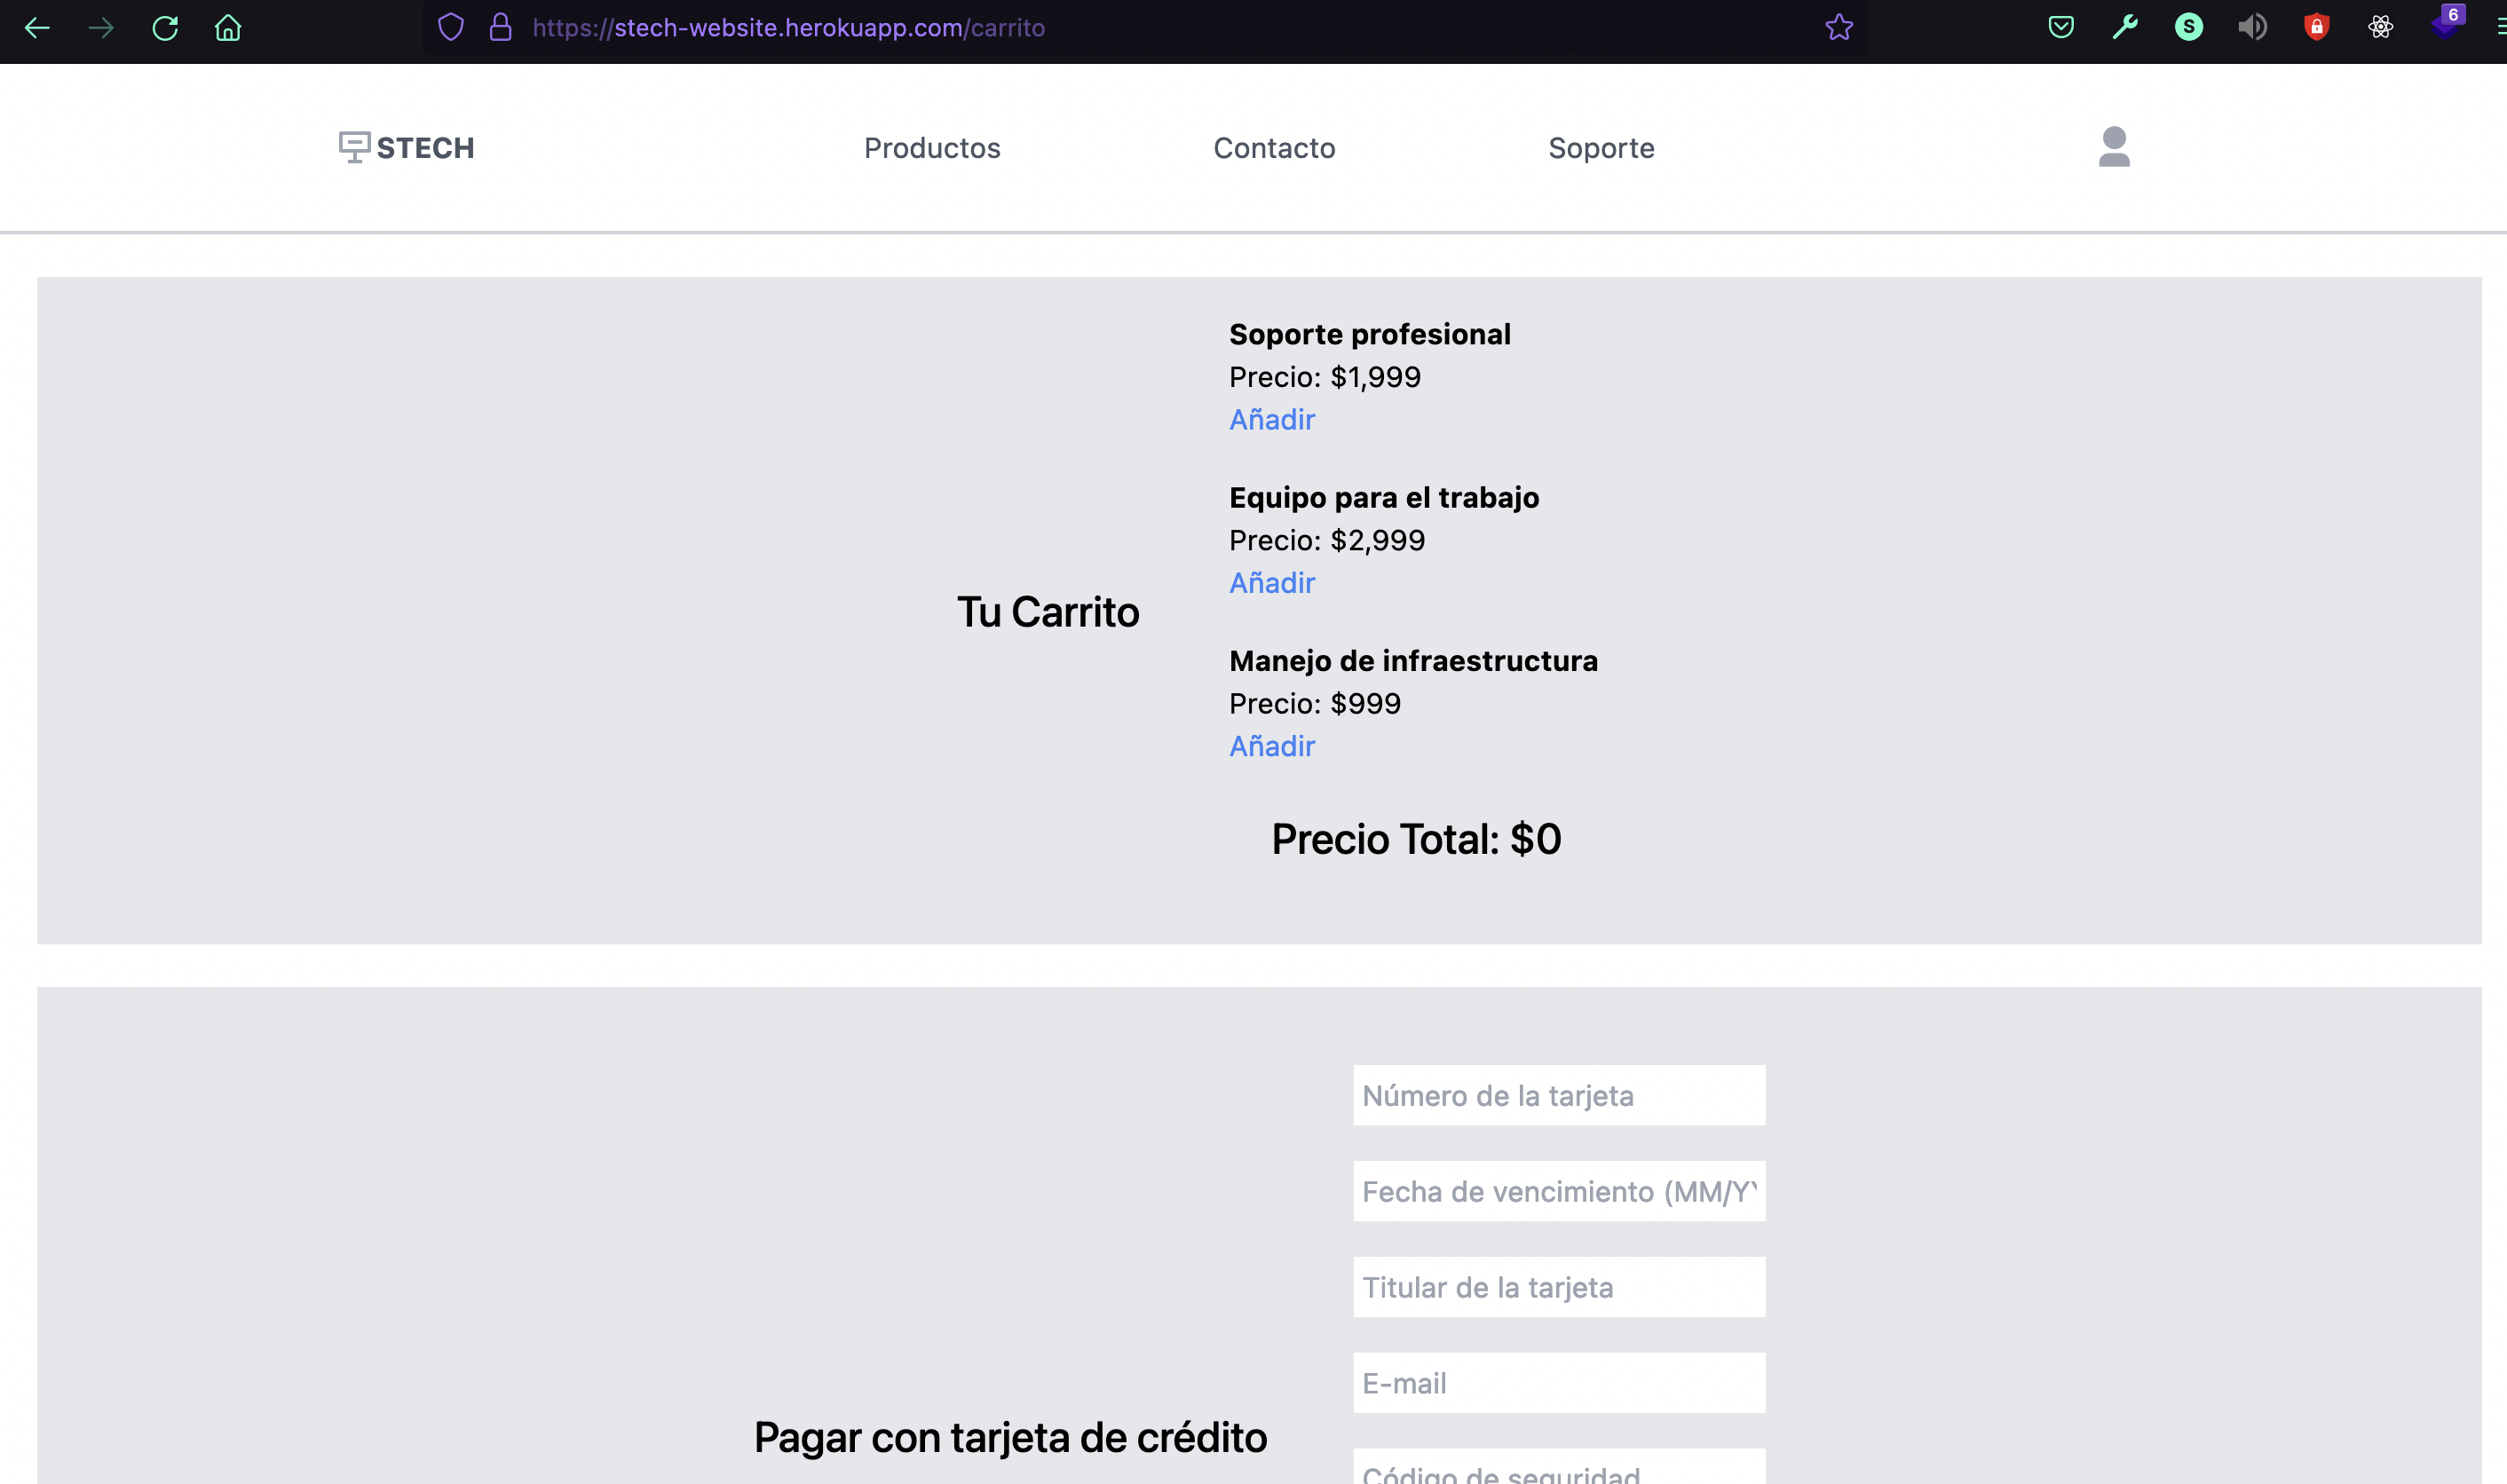 https://stech-website.herokuapp.com/carrito
S
6
STECH
Productos
Contacto
Soporte
Soporte profesional
Precio: $1,999
Añadir
Equipo para el trabajo
Precio: $2,999
Añadir
Tu Carrito
Manejo de infraestructura
Precio: $999
Añadir
Precio Total: $0
Número de la tarjeta
Fecha de vencimiento (MM/Y
Titular de la tarjeta
E-mail
Pagar con tarjeta de crédito
Código de seguridad